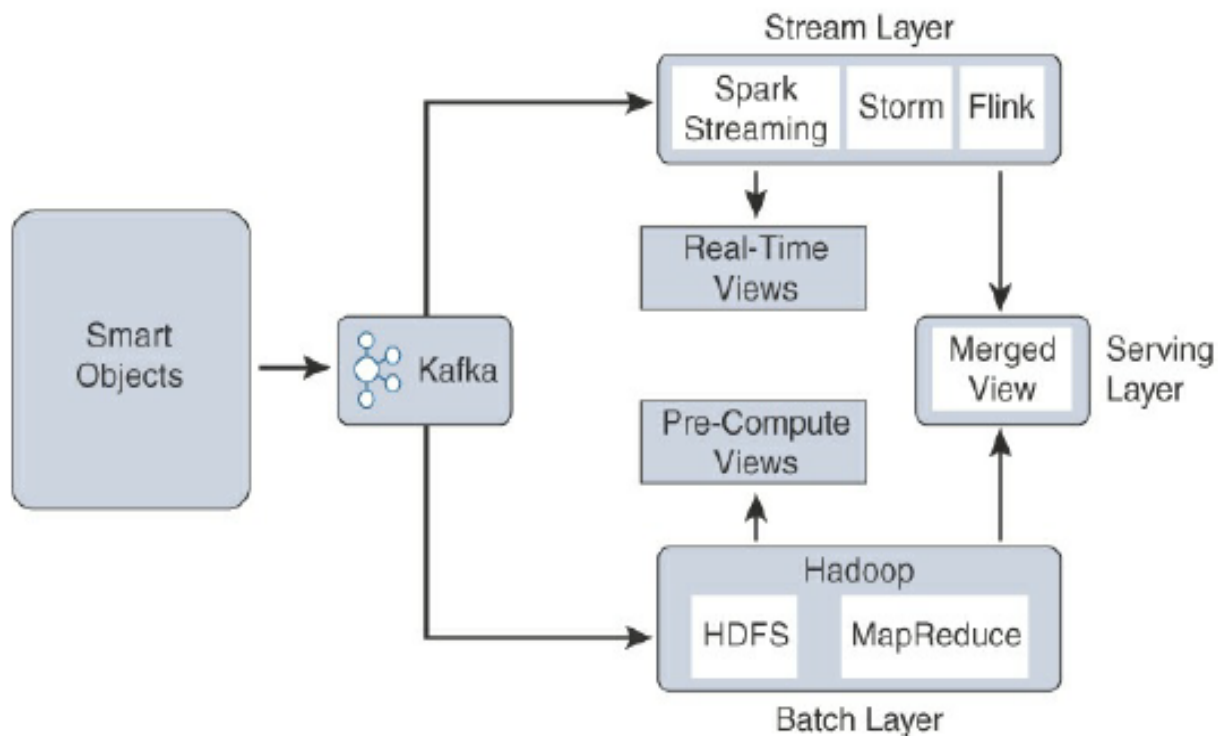 Stream Layer
Spark
Streaming
Storm
Flink
Real-Time
Views
Smart
Objects
Kafka
Merged
View
Serving
Layer
Pre-Compute
Views
Hadoop
HDFS
MapReduce
Batch Layer